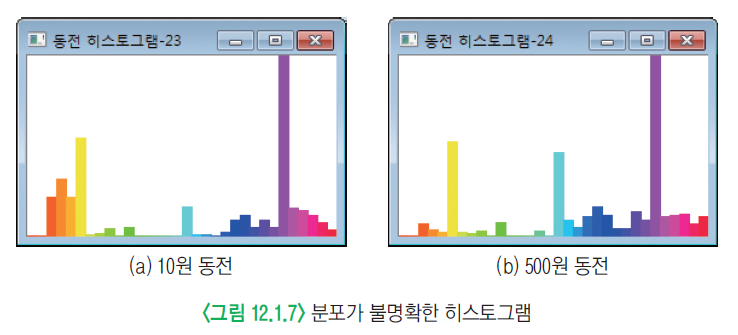 동전 히스토그램-23
동전 히스토그램-24
(a) 10원 동전
(b) 500원 동전
<그림 12.1.7> 분포가 불명확한 히스토그램